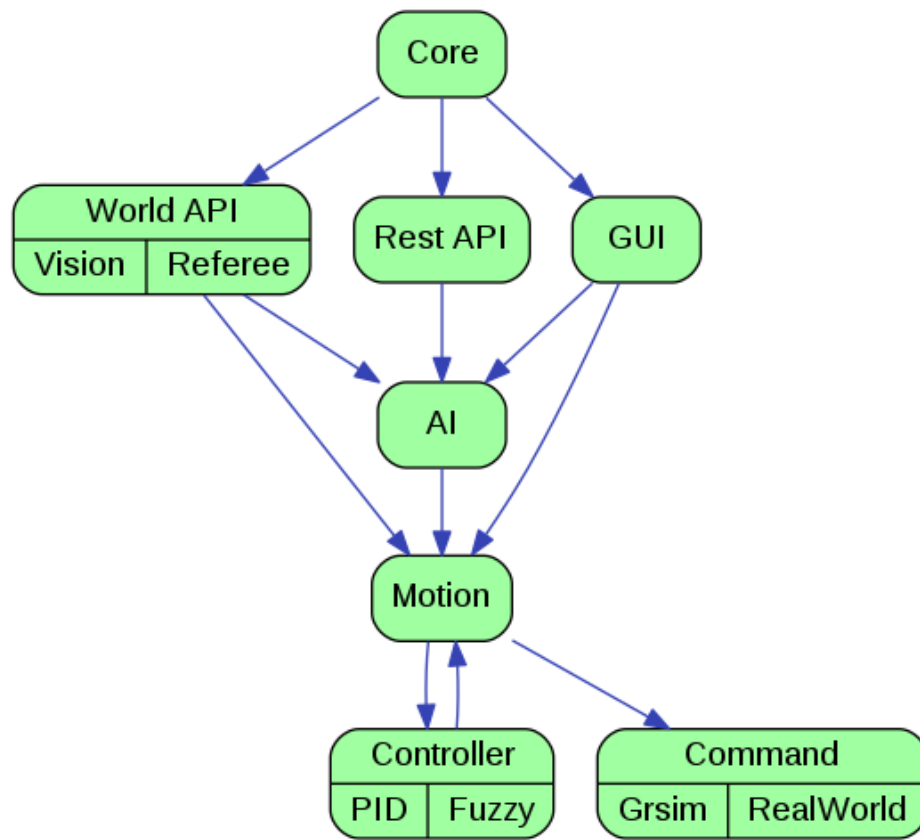 Core
World API
Vision Referee
Rest API
GUI
AI
Motion
Controller
PID Fuzzy
Command
Grsim RealWorld